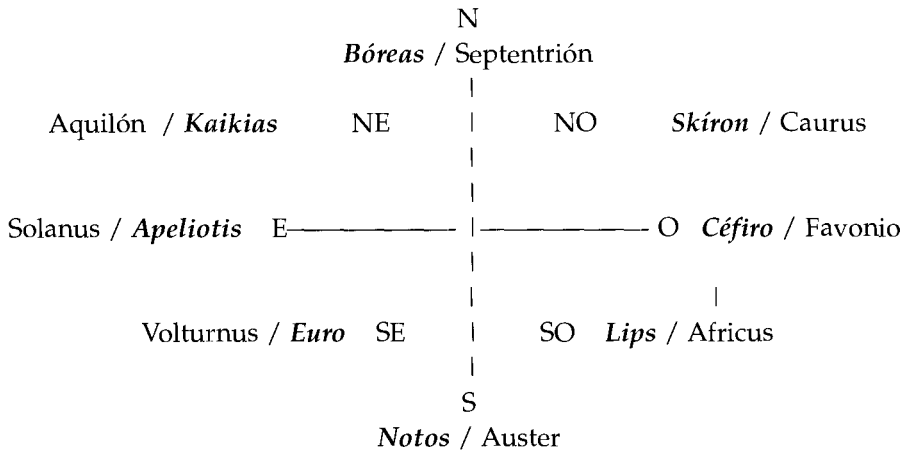 N
Bóreas / Septentrión
Aquilón / Kaikias NE NO Skíron / Caurus
Solanus / Apeliotis E O Céfiro / Favonio
Volturnus / Euro SE SO Lips / Africus
S
Notos / Auster